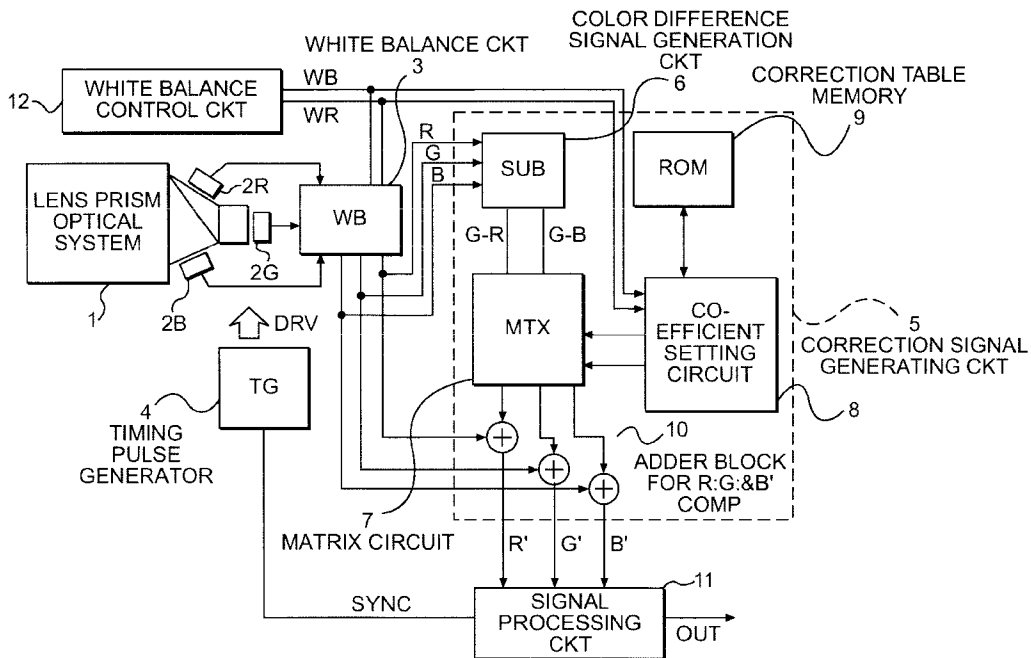 COLOR DIFFERENCE
SIGNAL GENERATION
CKT
6
WHITE BALANCE CKT
3
CORRECTION TABLE
MEMORY
9
12
WHITE BALANCE
CONTROL CKT
WB
WR
R
G
B
SUB
ROM
LENS PRISM
OPTICAL
SYSTEM
1
2R
2G
2B
WB
G-R
G-B
MTX
CO-
EFFICIENT
SETTING
CIRCUIT
5
CORRECTION SIGNAL
GENERATING CKT
8
DRV
TG
4
TIMING
PULSE
GENERATOR
10
ADDER BLOCK
FOR R:G:&B'
COMP
7
MATRIX CIRCUIT
R'
G'
B'
11
SYNC
SIGNAL
PROCESSING
CKT
OUT